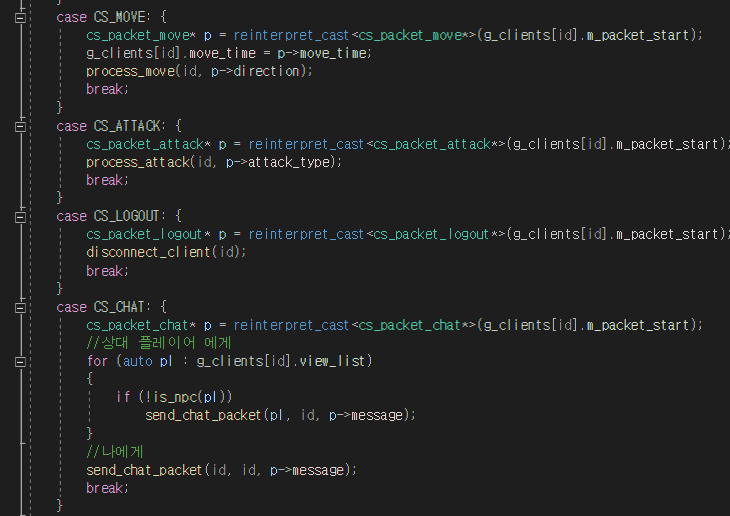 case CS_MOVE: {
cs_packet_move* p = reinterpret_cast<cs_packet_move*>(g_clients[id].m_packet_start);
g_clients[id].move_time = p->move_time;
process_move(id, p->direction);
break;
}
case CS_ATTACK: {
cs_packet_attack* p = reinterpret_cast<cs_packet_attack*>(g_clients[id].m_packet_start);
process_attack(id, p->attack_type);
break;
}
case CS_LOGOUT: {
cs_packet_logout* p = reinterpret_cast<cs_packet_logout*>(g_clients[id].m_packet_start);
disconnect_client(id);
break;
}
case CS_CHAT: {
cs_packet_chat* p = reinterpret_cast<cs_packet_chat*>(g_clients[id].m_packet_start);
//상대 플레이어 에게
for (auto pl : g_clients[id].view_list)
{
if (!is_npc(pl))
send_chat_packet(pl, id, p->message);
}
//나에게
send_chat_packet(id, id, p->message);
break;
}